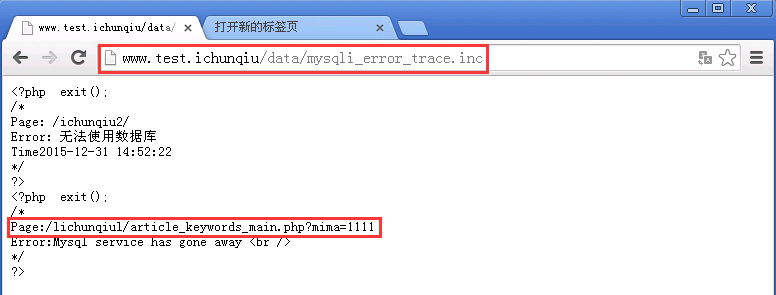 www.test.ichunqiu/data/
打开新的标签页
www.test.ichunqiu/data/mysqli_error_trace.inc
<?php  exit();
/*
Page: /ichunqiu2/
Error: 无法使用数据库
Time2015-12-31 14:52:22
*/
?>
<?php  exit();
/*
Page:/lichunqiu1/article_keywords_main.php?mima=1111
Error:Mysql service has gone away <br />
*/
?>